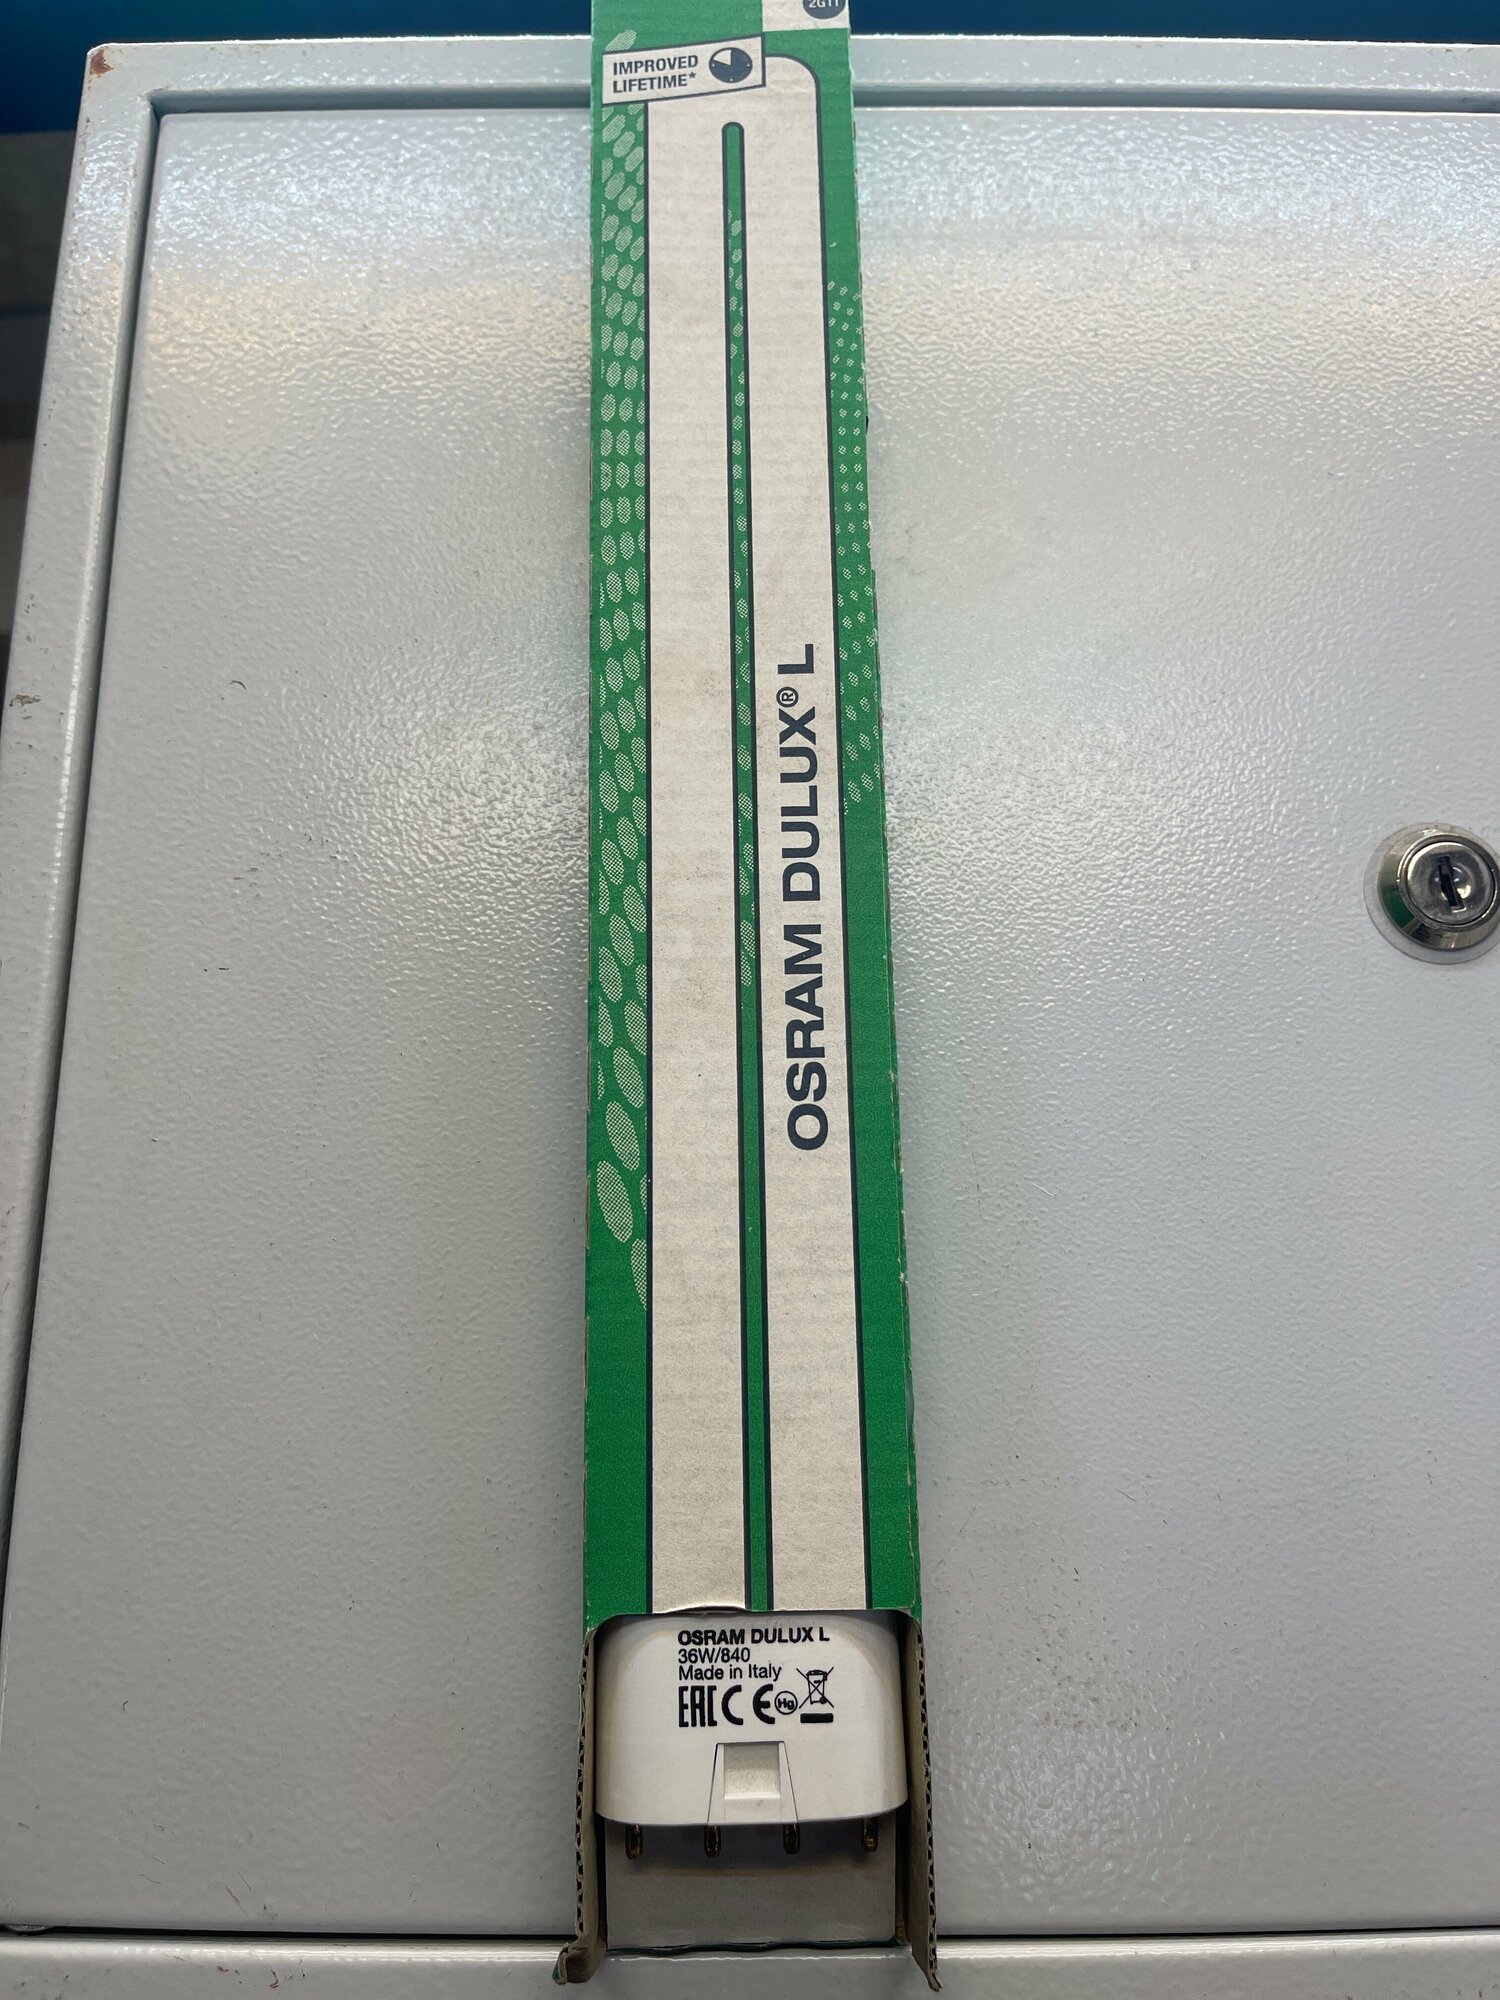 2G11
IMPROVED
LIFETIME*
OSRAM DULUX® L
OSRAM DULUX L
36W/840
Made in Italy
EAC CE Hg